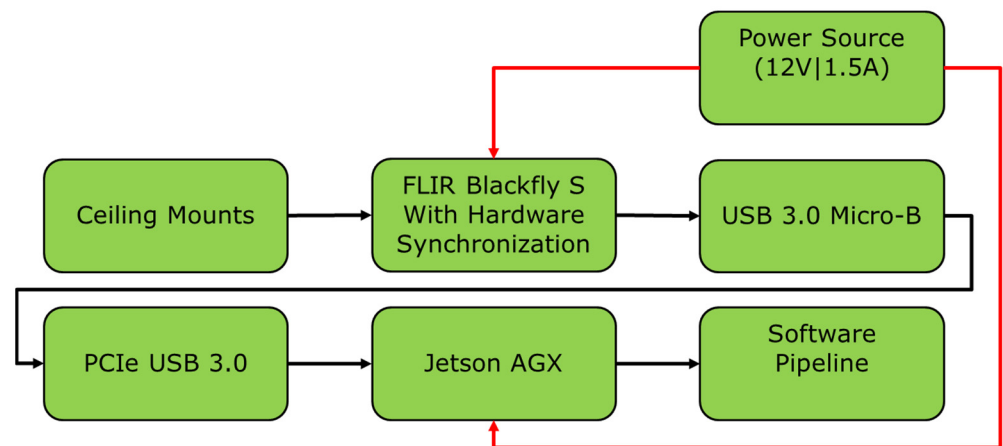 Power Source
(12V|1.5A)
Ceiling Mounts
FLIR Blackfly S
With Hardware
Synchronization
USB 3.0 Micro-B
PCIe USB 3.0
Jetson AGX
Software
Pipeline